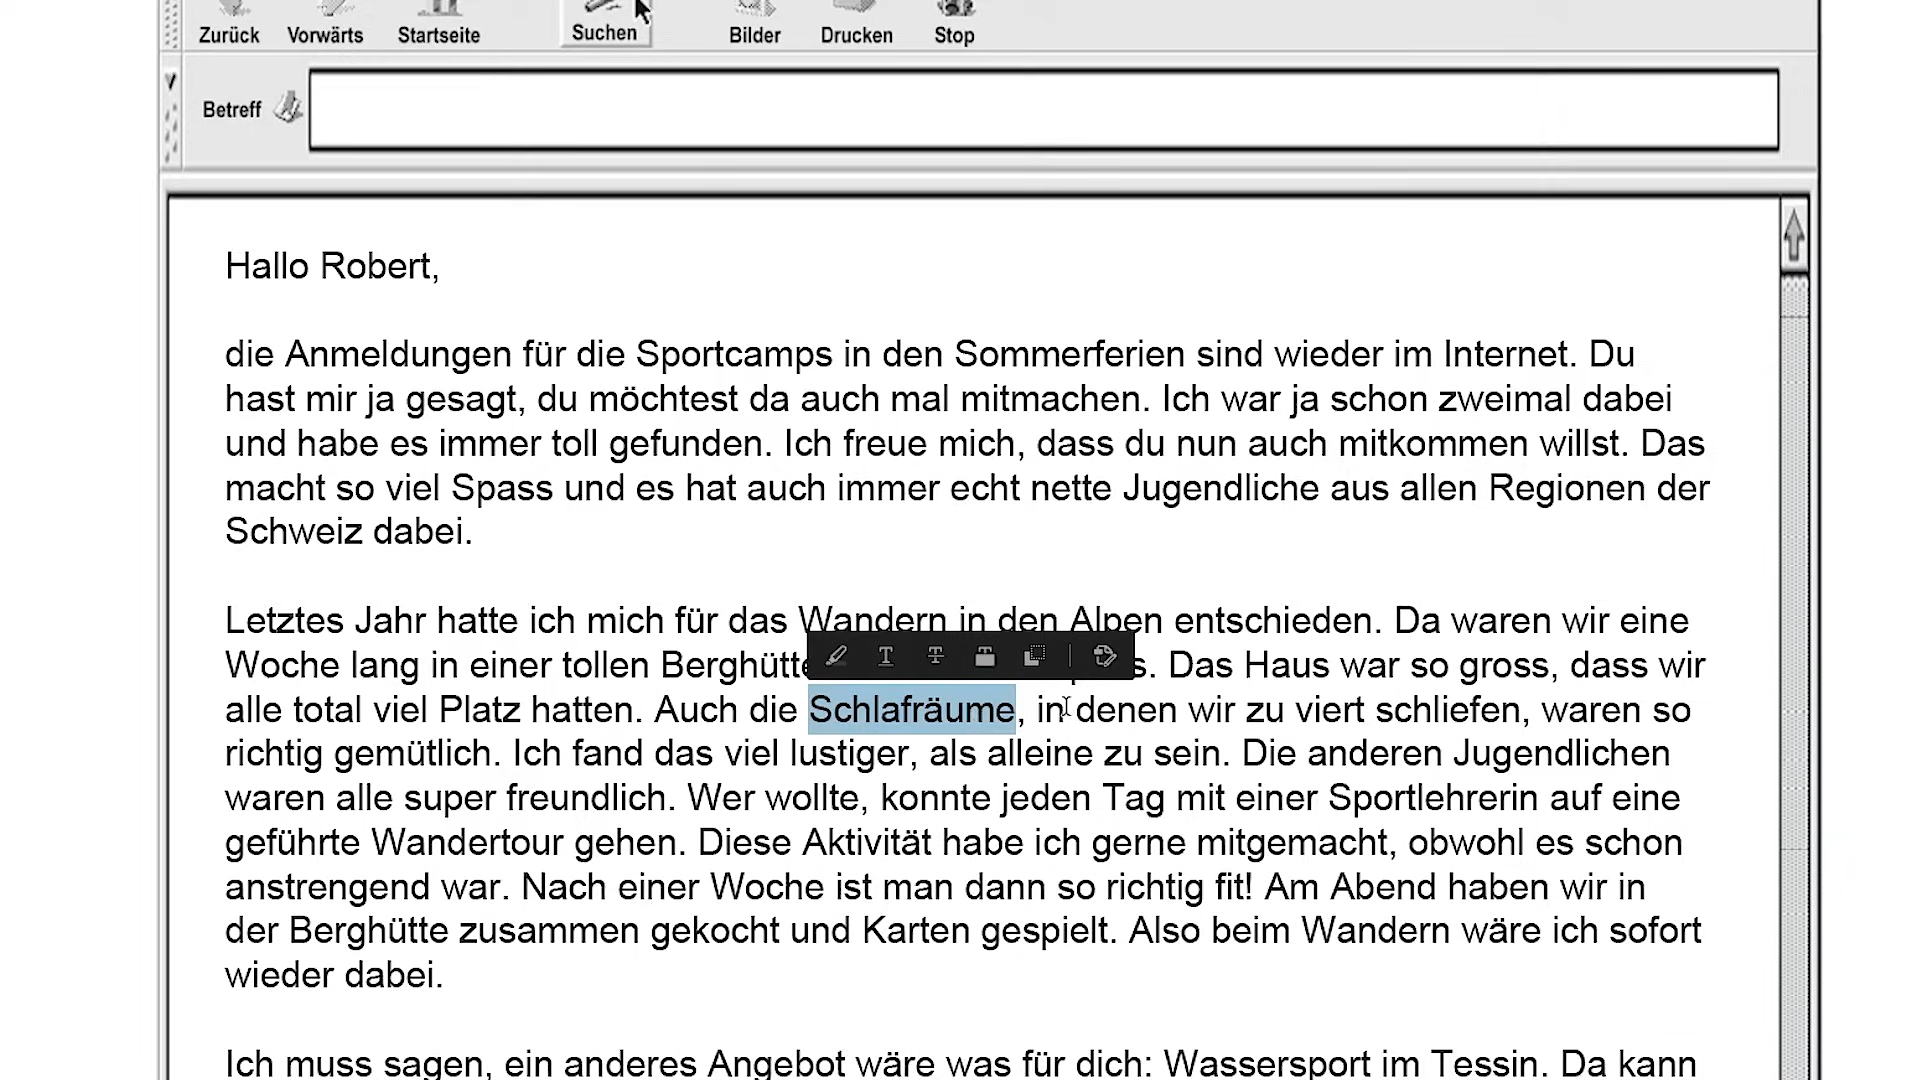 Zurück Vorwärts Startseite Suchen Bilder Drucken Stop
Betreff
Hallo Robert,
die Anmeldungen für die Sportcamps in den Sommerferien sind wieder im Internet. Du
hast mir ja gesagt, du möchtest da auch mal mitmachen. Ich war ja schon zweimal dabei
und habe es immer toll gefunden. Ich freue mich, dass du nun auch mitkommen willst. Das
macht so viel Spass und es hat auch immer echt nette Jugendliche aus allen Regionen der
Schweiz dabei.
Letztes Jahr hatte ich mich für das Wandern in den Alpen entschieden. Da waren wir eine
Woche lang in einer tollen Berghütte s. Das Haus war so gross, dass wir
alle total viel Platz hatten. Auch die Schlafräume, in denen wir zu viert schliefen, waren so
richtig gemütlich. Ich fand das viel lustiger, als alleine zu sein. Die anderen Jugendlichen
waren alle super freundlich. Wer wollte, konnte jeden Tag mit einer Sportlehrerin auf eine
geführte Wandertour gehen. Diese Aktivität habe ich gerne mitgemacht, obwohl es schon
anstrengend war. Nach einer Woche ist man dann so richtig fit! Am Abend haben wir in
der Berghütte zusammen gekocht und Karten gespielt. Also beim Wandern wäre ich sofort
wieder dabei.
Ich muss sagen, ein anderes Angebot wäre was für dich: Wassersport im Tessin. Da kann